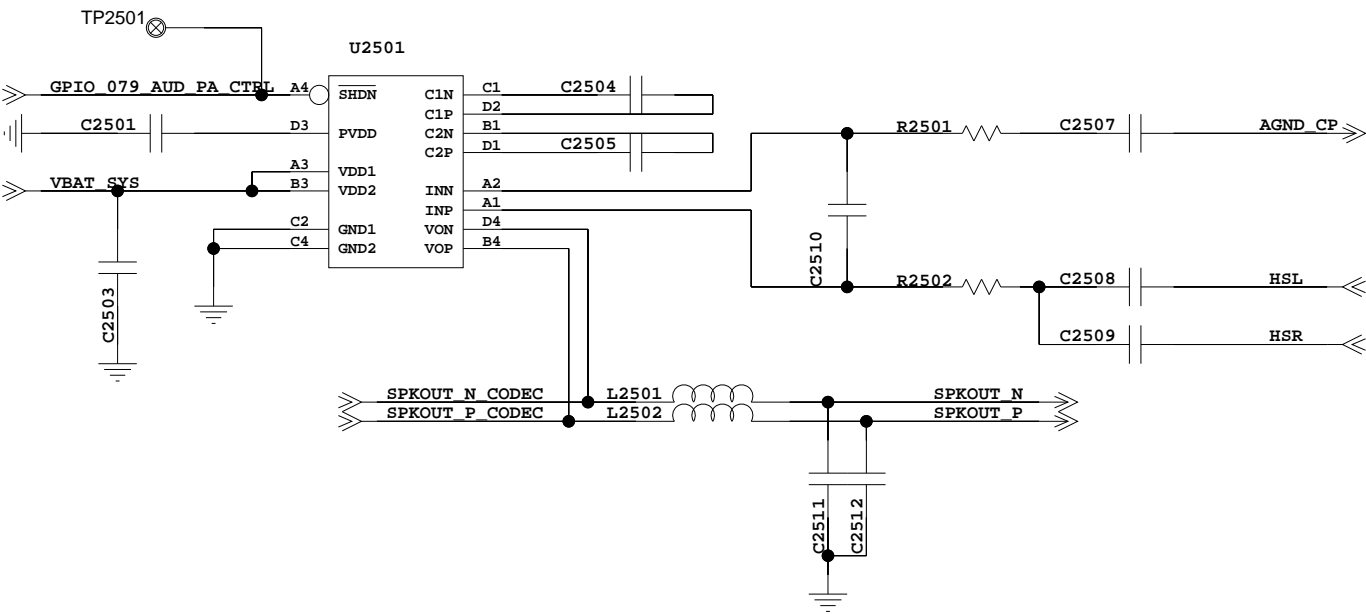 TP2501
U2501
GPIO_079_AUD_PA_CTRL A4 SHDN C1N C1 C2504
C1P D2
C2501 D3 PVDD C2N B1 R2501 C2507 AGND_CP
C2P D1 C2505
A3 VDD1
VBAT_SYS B3 VDD2 INN A2
INP A1
C2 GND1 VON D4
C4 GND2 VOP B4
C2510
R2502 C2508 HSL
C2503
C2509 HSR
SPKOUT_N_CODEC L2501 SPKOUT_N
SPKOUT_P_CODEC L2502 SPKOUT_P
C2511 C2512